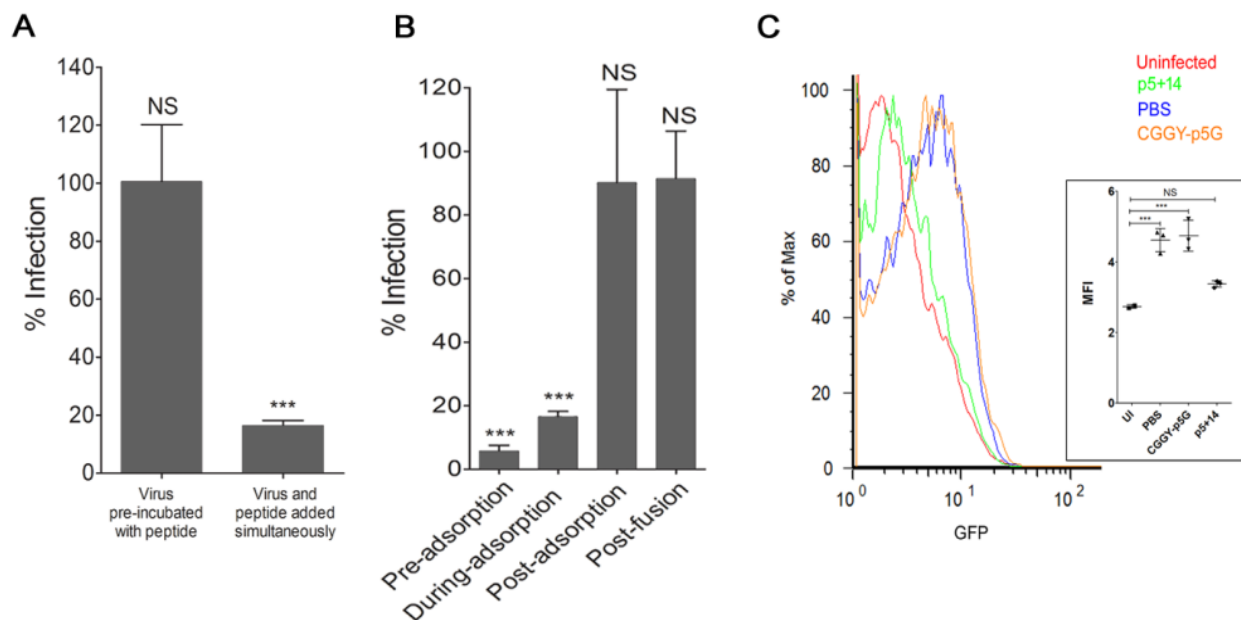 A
% Infection
140
120
100
80
60
40
20
0
NS
***
Virus
pre-incubated
with peptide
Virus and
peptide added
simultaneously
B
% Infection
120
100
80
60
40
20
0
***
***
NS
NS
Pre-adsorption
During-adsorption
Post-adsorption
Post-fusion
C
Uninfected
p5+14
PBS
CGGY-p5G
% of Max
100
80
60
40
20
0
10^0
10^1
10^2
GFP
MFI
6
4
2
0
NS
***
***
UI
PBS
CGGY-p5G
p5+14